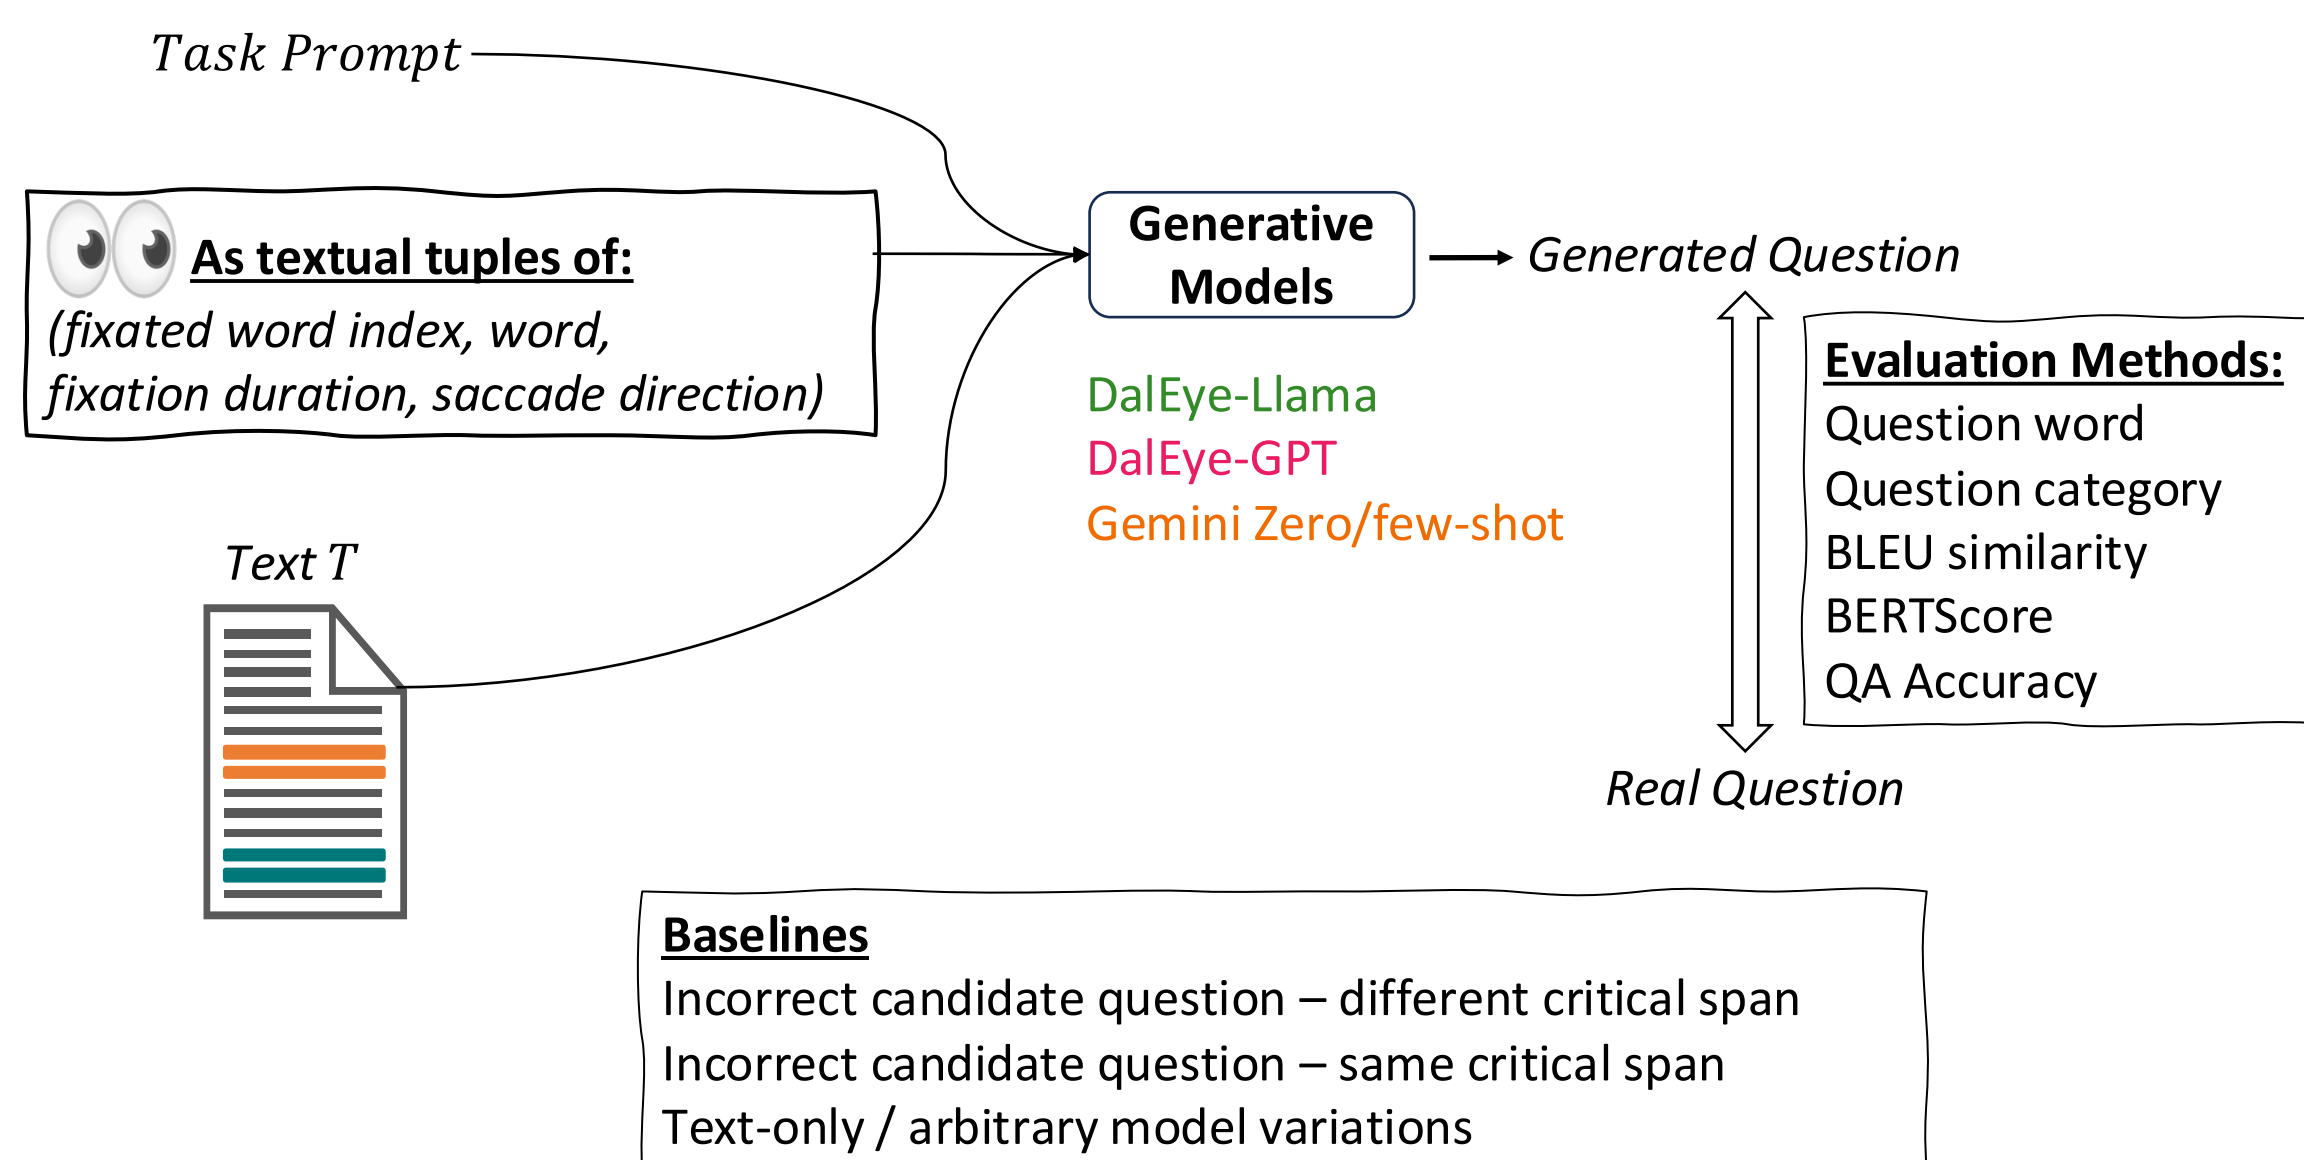 Task Prompt
As textual tuples of:
(fixated word index, word,
fixation duration, saccade direction)
Text T
Generative
Models
DalEye-Llama
DalEye-GPT
Gemini Zero/few-shot
Generated Question
Evaluation Methods:
Question word
Question category
BLEU similarity
BERTScore
QA Accuracy
Real Question
Baselines
Incorrect candidate question – different critical span
Incorrect candidate question – same critical span
Text-only / arbitrary model variations